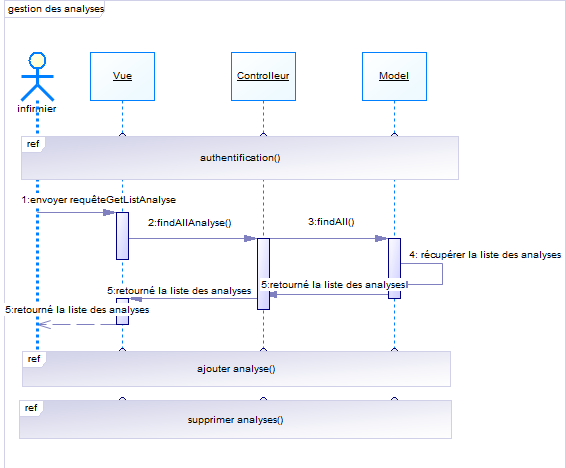 gestion des analyses
Vue
Controlleur
Model
infirmier
ref
authentification()
1:envoyer requêteGetListAnalyse
2:findAllAnalyse()
3:findAll()
4: récupérer la liste des analyses
5:retourné la liste des analyses
5:retourné la liste des analyses
5:retourné la liste des analyses
ref
ajouter analyse()
ref
supprimer analyses()